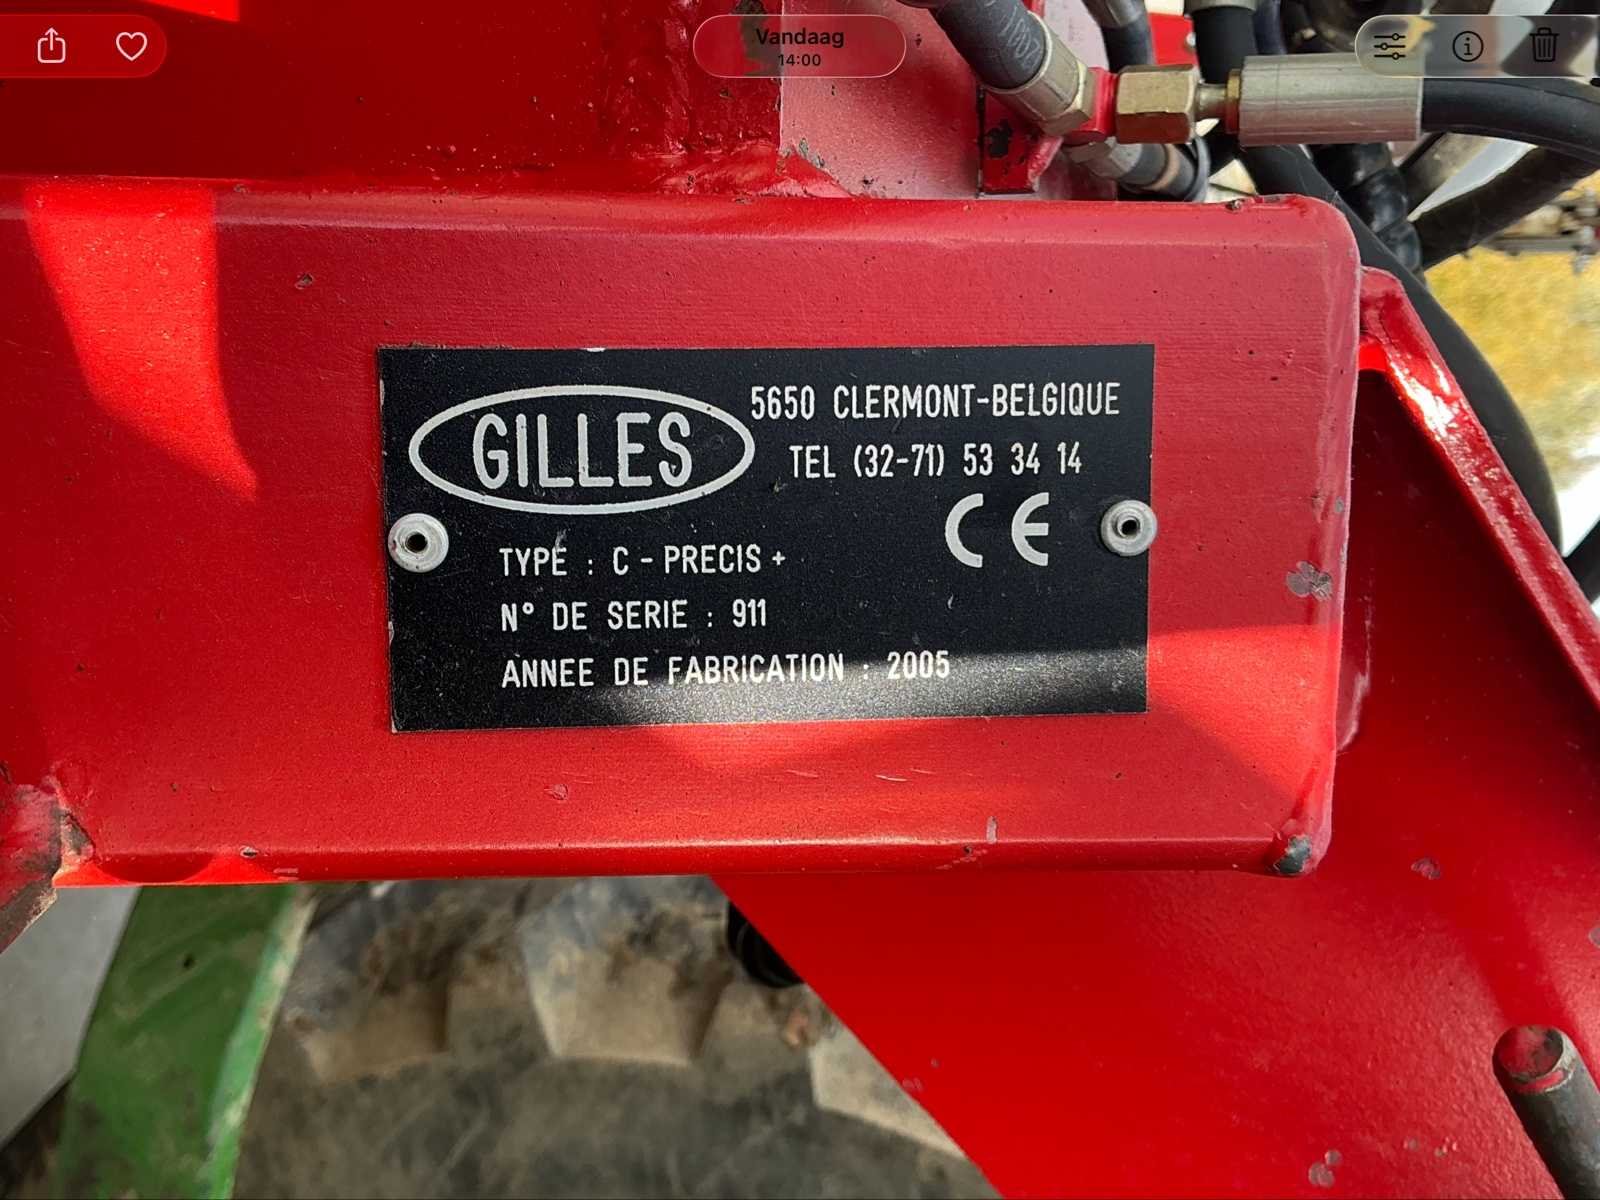 Vandaag
14:00
GILLES
5650 CLERMONT-BELGIQUE
TEL (32-71) 53 34 14
CE
TYPE : C - PRECIS +
N° DE SERIE : 911
ANNEE DE FABRICATION : 2005